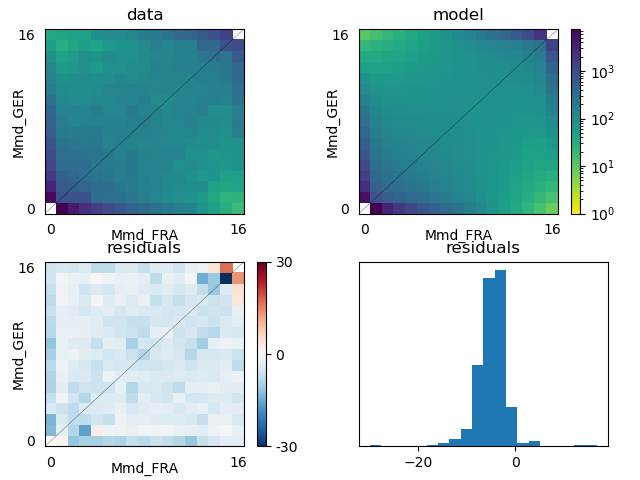 data
model
16
Mmd_GER
0
0
16
Mmd_FRA
16
Mmd_GER
0
0
16
Mmd_FRA
10^3
10^2
10^1
10^0
residuals
16
Mmd_GER
0
0
16
Mmd_FRA
30
0
-30
residuals
−20
0